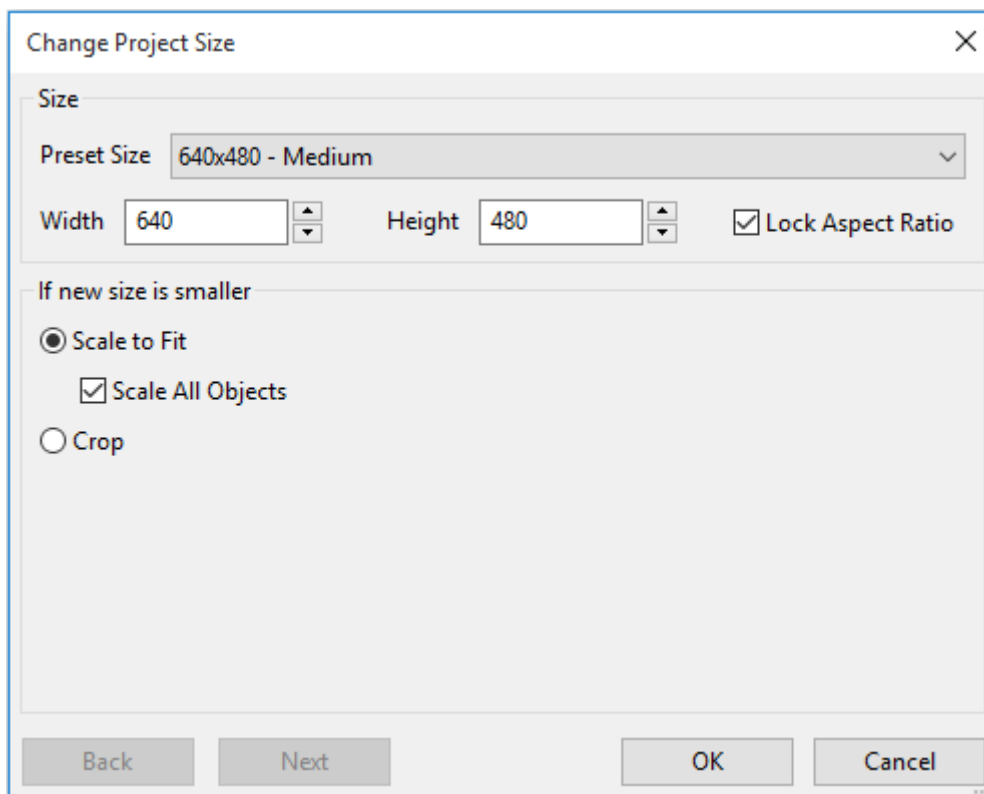 Change Project Size
Size
Preset Size 640x480 - Medium
Width 640 Height 480 Lock Aspect Ratio
If new size is smaller
Scale to Fit
Scale All Objects
Crop
Back Next OK Cancel